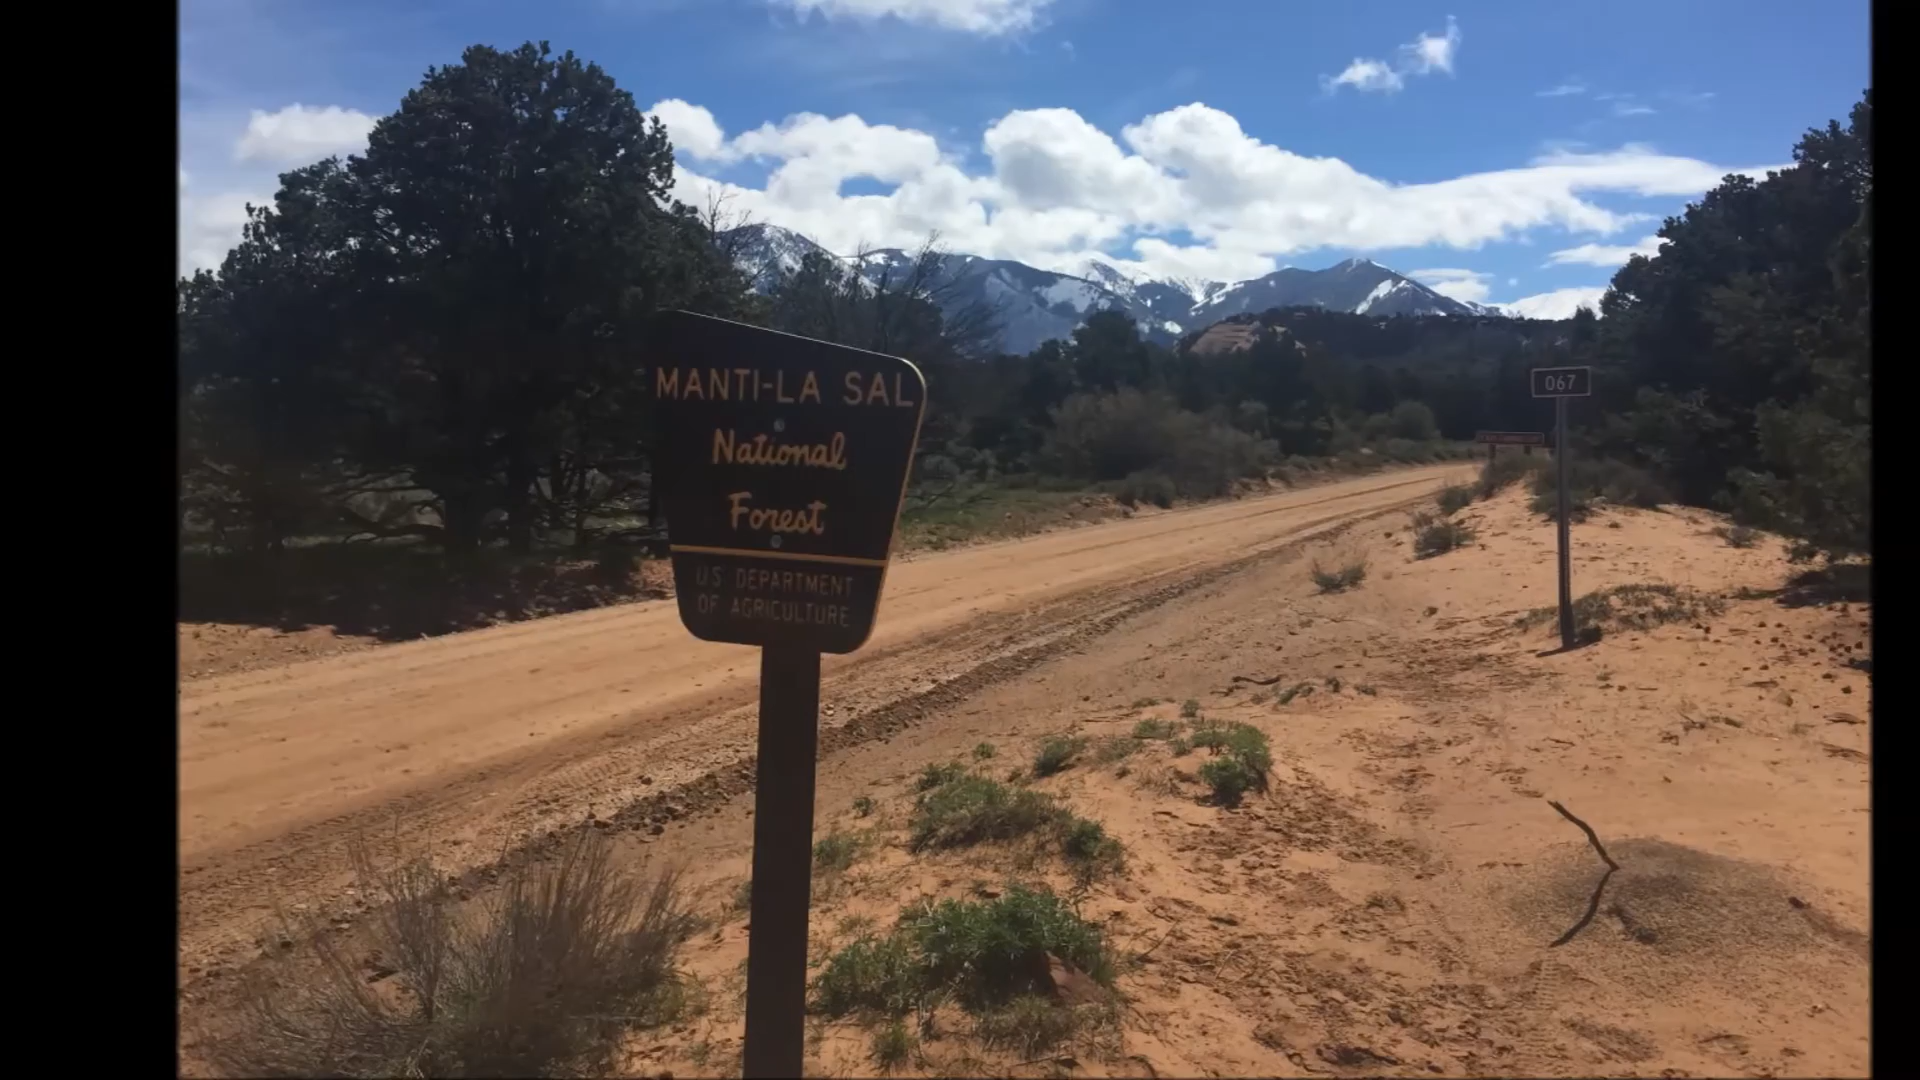 MANTI-LA SAL
National
Forest
U.S. DEPARTMENT
OF AGRICULTURE
067